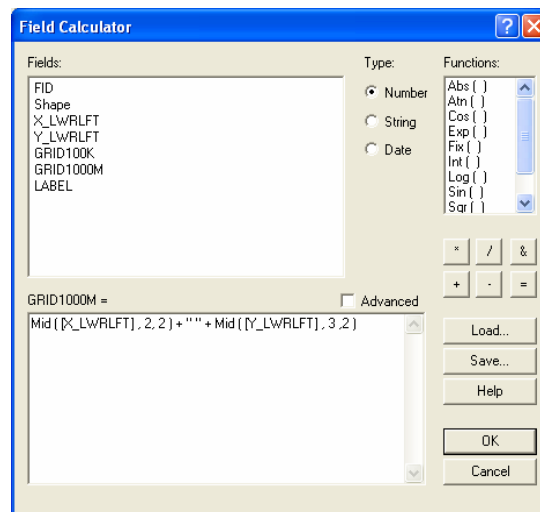 Field Calculator
Fields:
Type:
Functions:
FID
Shape
X_LWRLFT
Y_LWRLFT
GRID100K
GRID1000M
LABEL
Number
String
Date
Abs ( )
Atn ( )
Cos ( )
Exp ( )
Fix ( )
Int ( )
Log ( )
Sin ( )
Sqr ( )
* / &
+ - =
GRID1000M =
Advanced
Mid ( [X_LWRLFT] , 2, 2 ) + " " + Mid ( [Y_LWRLFT] , 3 ,2 )
Load...
Save...
Help
OK
Cancel